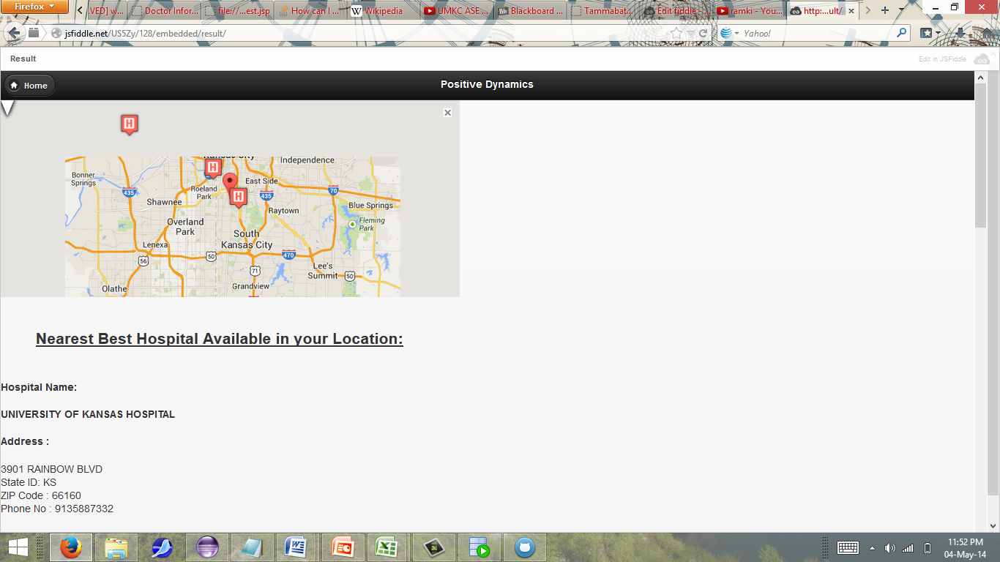 Firefox
VED] w...
Doctor Infor...
file://...est.jsp
How can I ...
Wikipedia
UMKC ASE ...
Bb Blackboard ...
Tammabat...
Edit fiddle - ...
ramki - You...
http:...ult/
jsfiddle.net/US5Zy/128/embedded/result/
Yahoo!
Result
Edit in JSFiddle
Home
Positive Dynamics
H
Kansas City
Independence
H
Bonner
Springs
East Side
Roeland
Park
435
H
435
70
Shawnee
Raytown
Blue Springs
Overland
Park
Fleming
Park
South
Kansas City
Lenexa
56
50
470
Lee's
Summit
71
50
Olathe
Grandview
Nearest Best Hospital Available in your Location:
Hospital Name:
UNIVERSITY OF KANSAS HOSPITAL
Address :
3901 RAINBOW BLVD
State ID: KS
ZIP Code : 66160
Phone No : 9135887332
11:52 PM
04-May-14